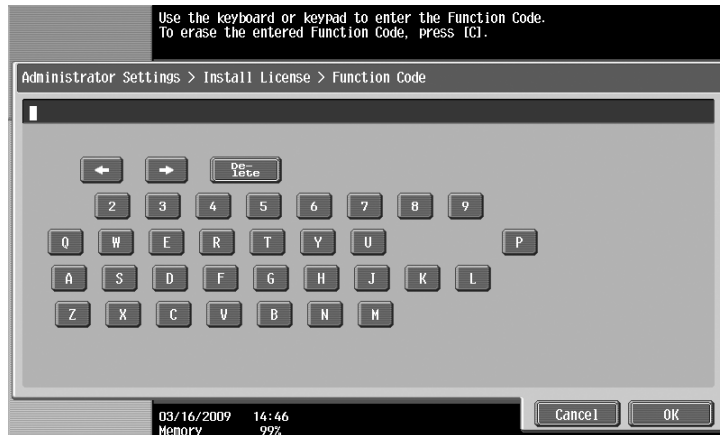 Use the keyboard or keypad to enter the Function Code.
To erase the entered Function Code, press [C].
Administrator Settings > Install License > Function Code
De-
lete
2 3 4 5 6 7 8 9
Q W E R T Y U P
A S D F G H J K L
Z X C V B N M
Cancel OK
03/16/2009 14:46
Memory 99%